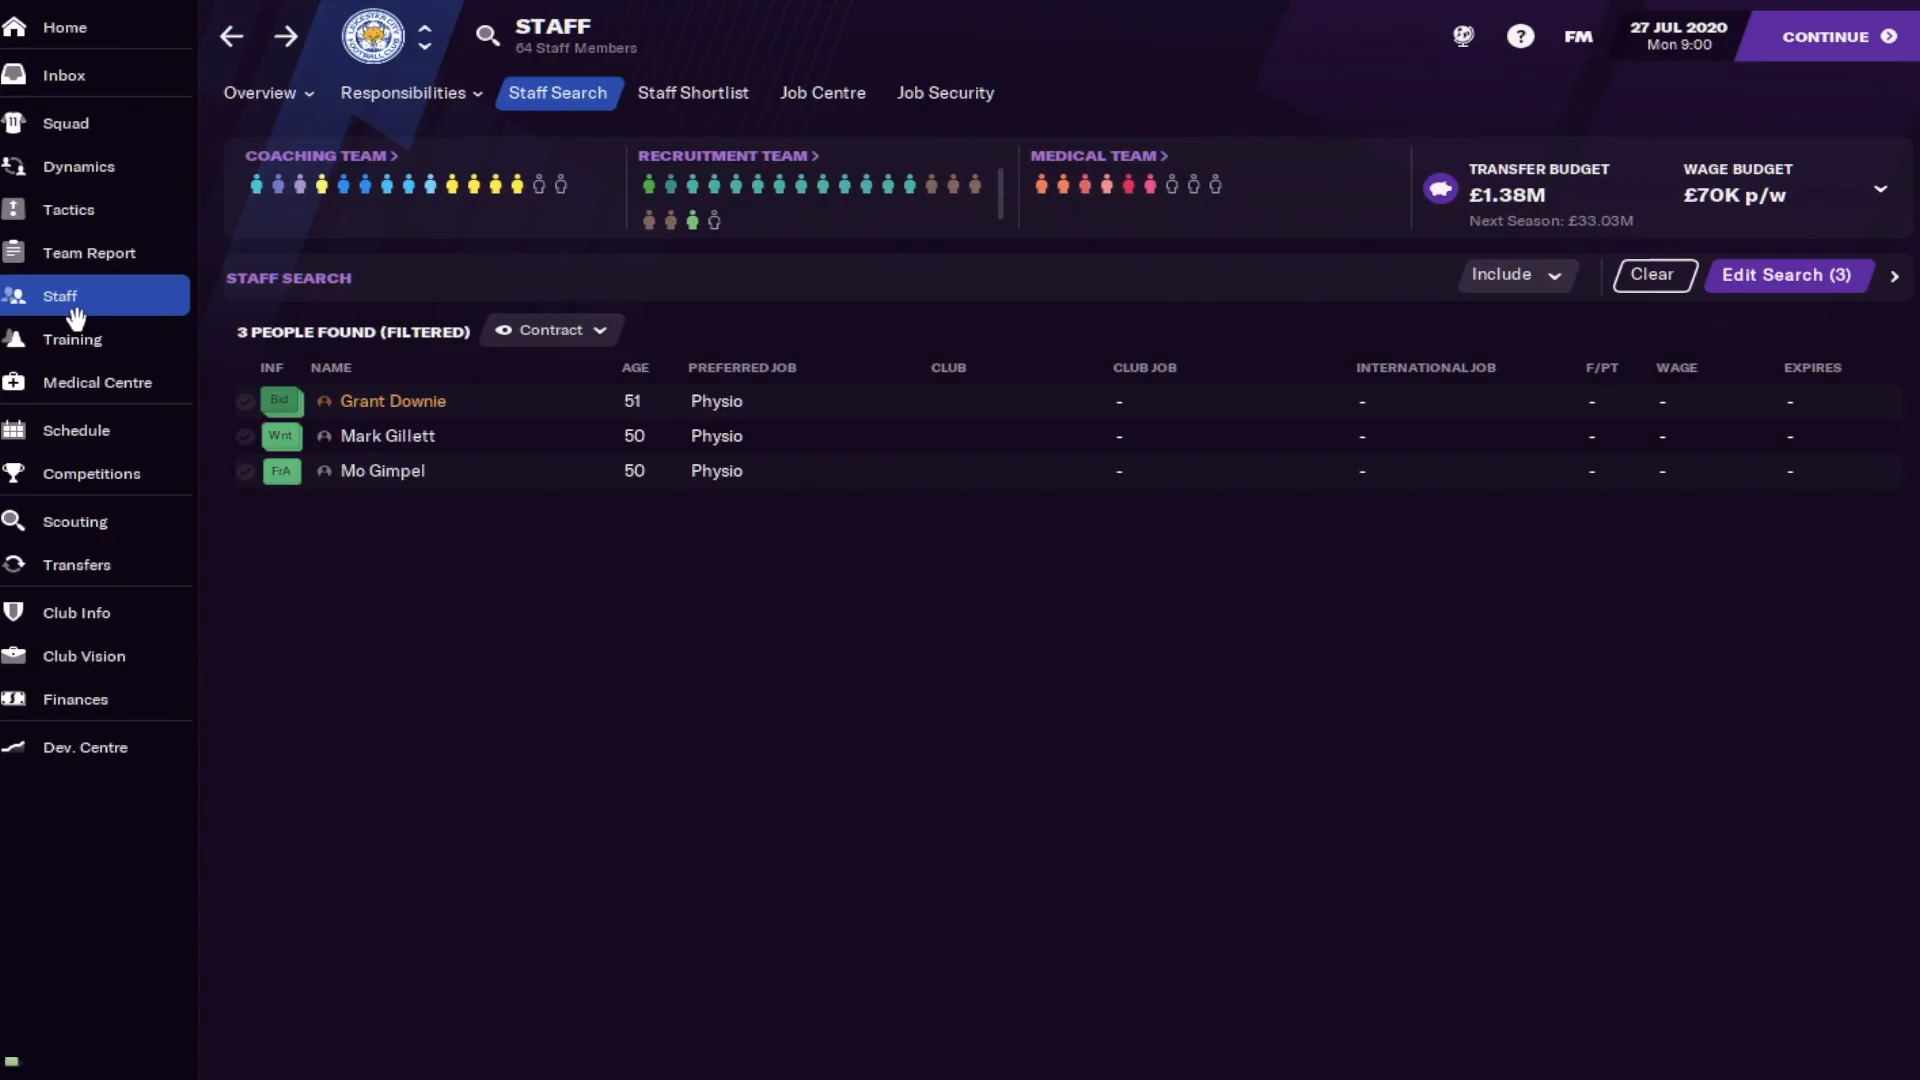 Home
Inbox
Squad
Dynamics
Tactics
Team Report
Staff
Training
Medical Centre
Schedule
Competitions
Scouting
Transfers
Club Info
Club Vision
Finances
Dev. Centre
STAFF
64 Staff Members
FM
27 JUL 2020
Mon 9:00
CONTINUE
Overview Responsibilities Staff Search Staff Shortlist Job Centre Job Security
COACHING TEAM >
RECRUITMENT TEAM >
MEDICAL TEAM >
TRANSFER BUDGET
£1.38M
Next Season: £33.03M
WAGE BUDGET
£70K p/w
STAFF SEARCH
Include
Clear
Edit Search (3)
3 PEOPLE FOUND (FILTERED) Contract
INF NAME AGE PREFERRED JOB CLUB CLUB JOB INTERNATIONAL JOB F/PT WAGE EXPIRES
Bid Grant Downie 51 Physio - - - - -
Wnt Mark Gillett 50 Physio - - - - -
FrA Mo Gimpel 50 Physio - - - - -